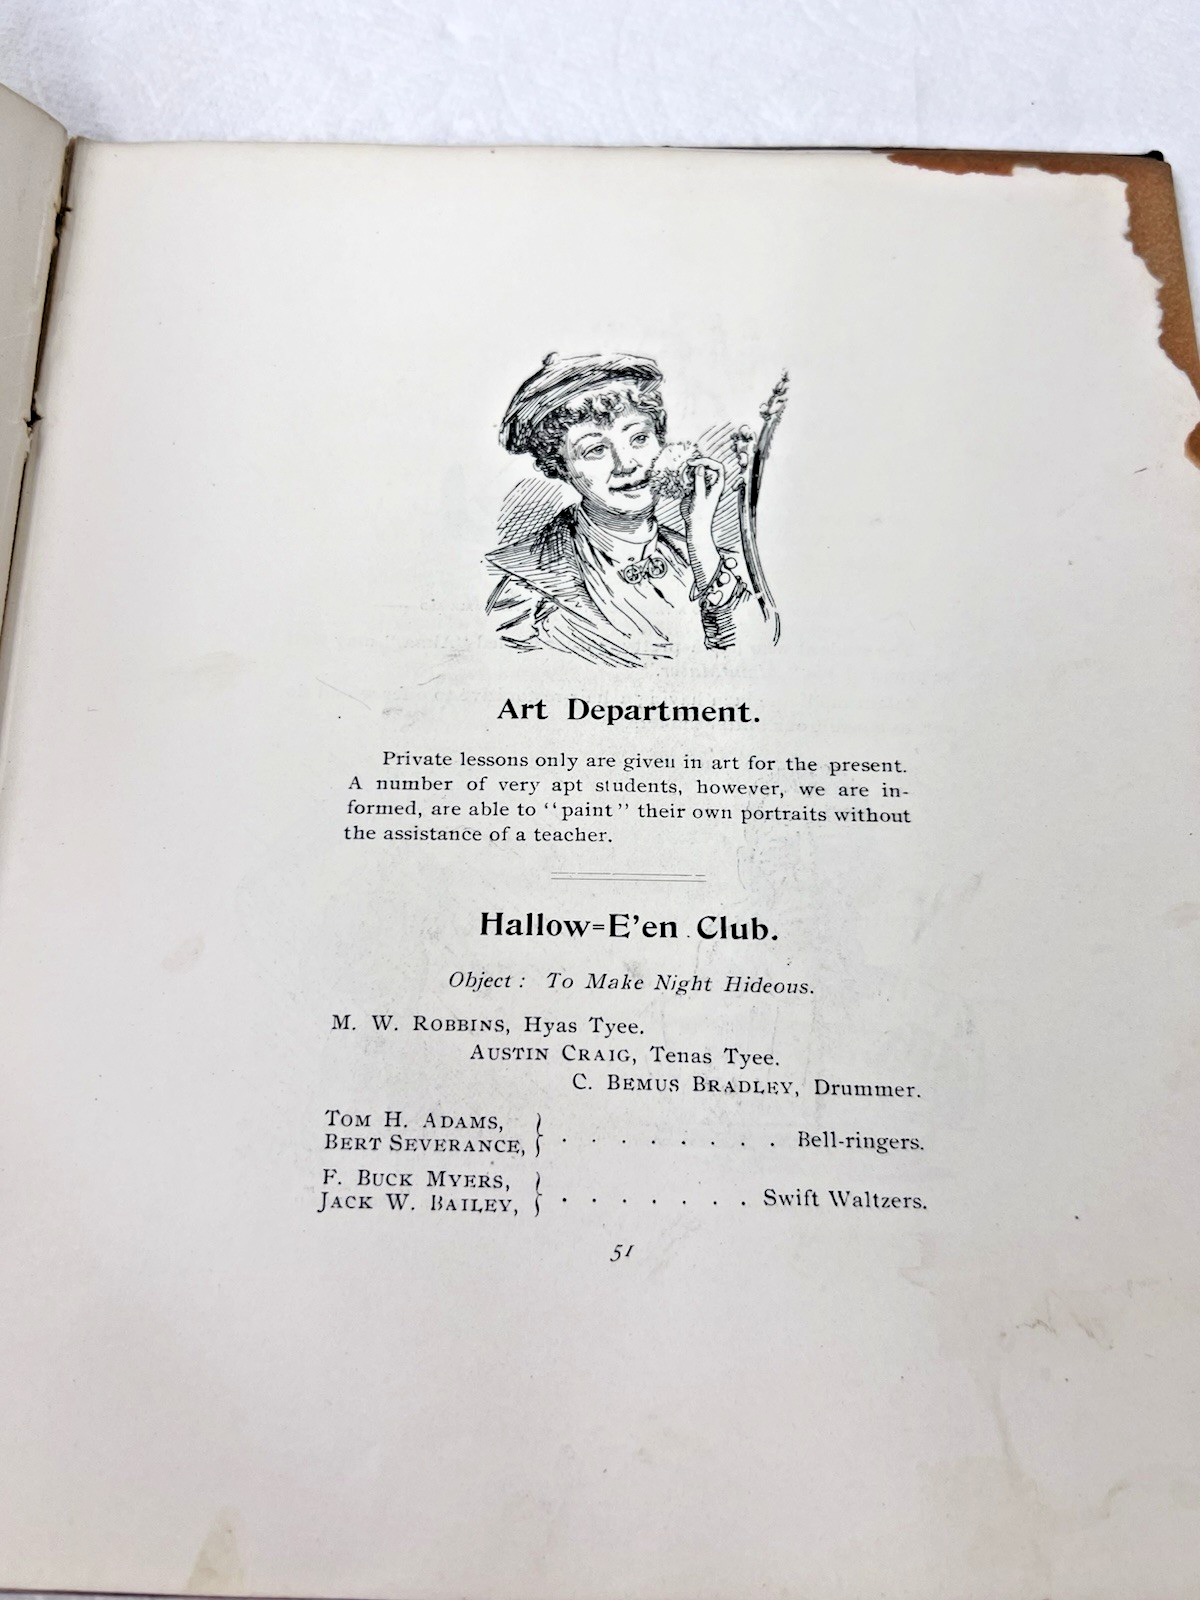 Art Department.
Private lessons only are given in art for the present.
A number of very apt students, however, we are in-
formed, are able to "paint" their own portraits without
the assistance of a teacher.
Hallow=E'en Club.
Object: To Make Night Hideous.
M. W. ROBBINS, Hyas Tyee.
AUSTIN CRAIG, Tenas Tyee.
C. BEMUS BRADLEY, Drummer.
TOM H. ADAMS,
BERT SEVERANCE, } . . . . . . . . Bell-ringers.
F. BUCK MYERS,
JACK W. BAILEY, } . . . . . . . Swift Waltzers.
51